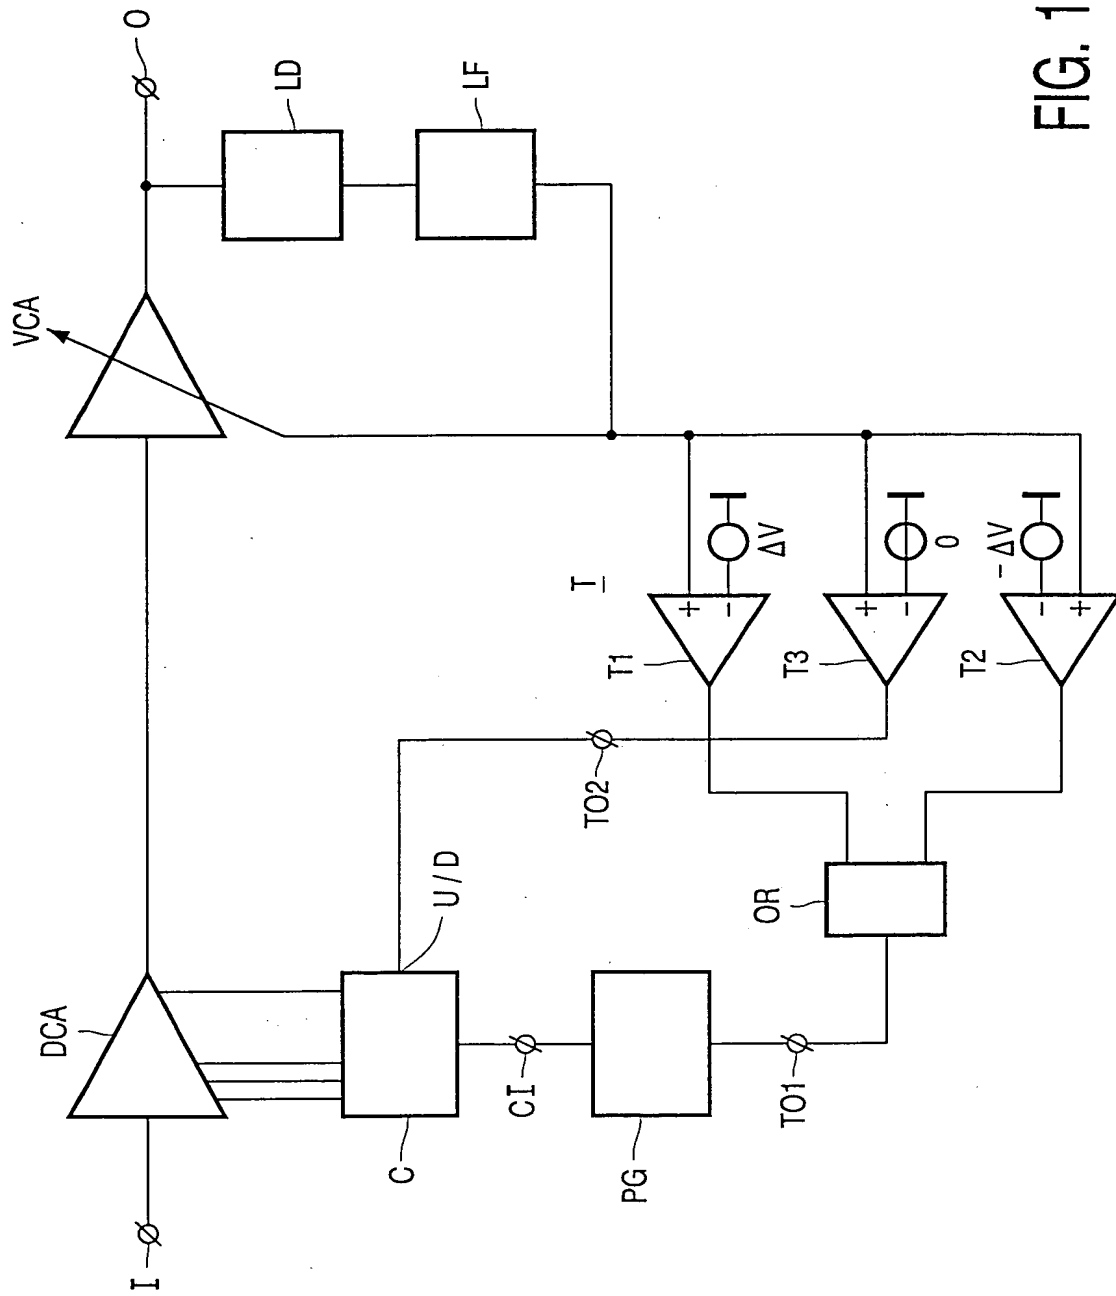 I
DCA
VCA
O
LD
LF
C
U/D
CI
PG
TO1
TO2
OR
T
T1
+
-
ΔV
T3
+
-
0
T2
-
+
-ΔV
FIG. 1